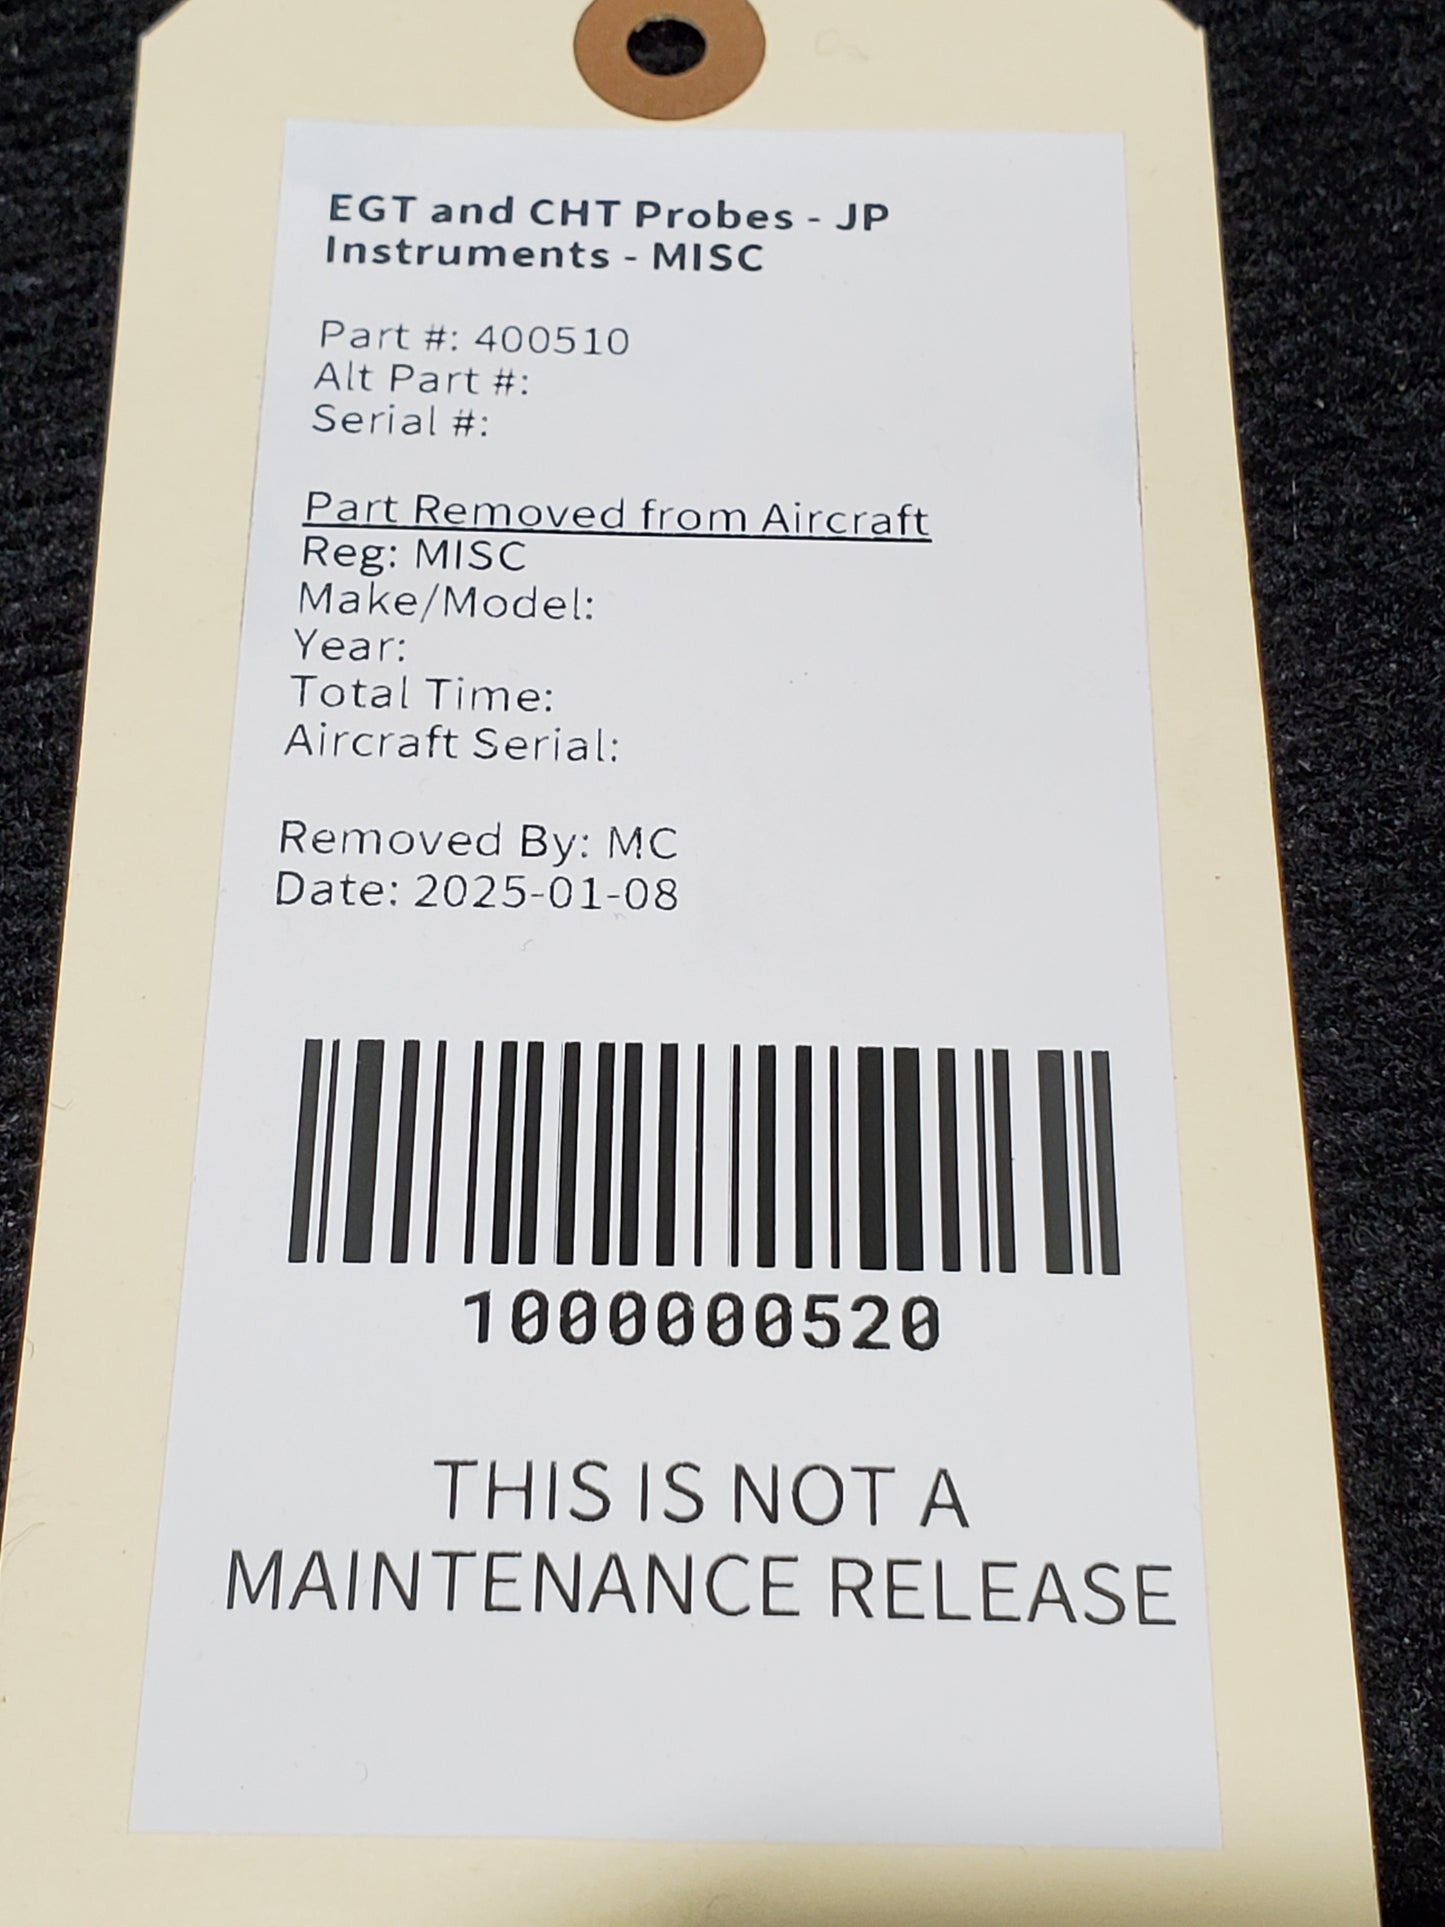 EGT and CHT Probes - JP
Instruments - MISC
Part #: 400510
Alt Part #:
Serial #:
Part Removed from Aircraft
Reg: MISC
Make/Model:
Year:
Total Time:
Aircraft Serial:
Removed By: MC
Date: 2025-01-08
1000000520
THIS IS NOT A
MAINTENANCE RELEASE